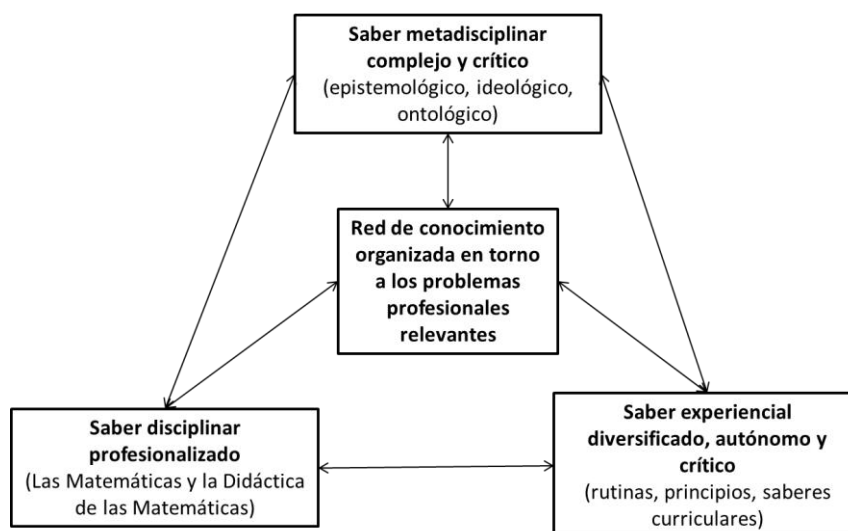 Saber metadisciplinar
complejo y crítico
(epistemológico, ideológico,
ontológico)
Red de conocimiento
organizada en torno
a los problemas
profesionales
relevantes
Saber disciplinar
profesionalizado
(Las Matemáticas y la Didáctica
de las Matemáticas)
Saber experiencial
diversificado, autónomo y
crítico
(rutinas, principios, saberes
curriculares)